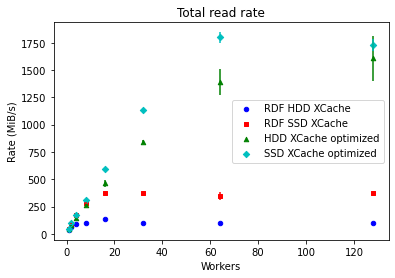 Total read rate
Rate (MiB/s)
1750
1500
1250
1000
750
500
250
0
RDF HDD XCache
RDF SSD XCache
HDD XCache optimized
SSD XCache optimized
0 20 40 60 80 100 120
Workers